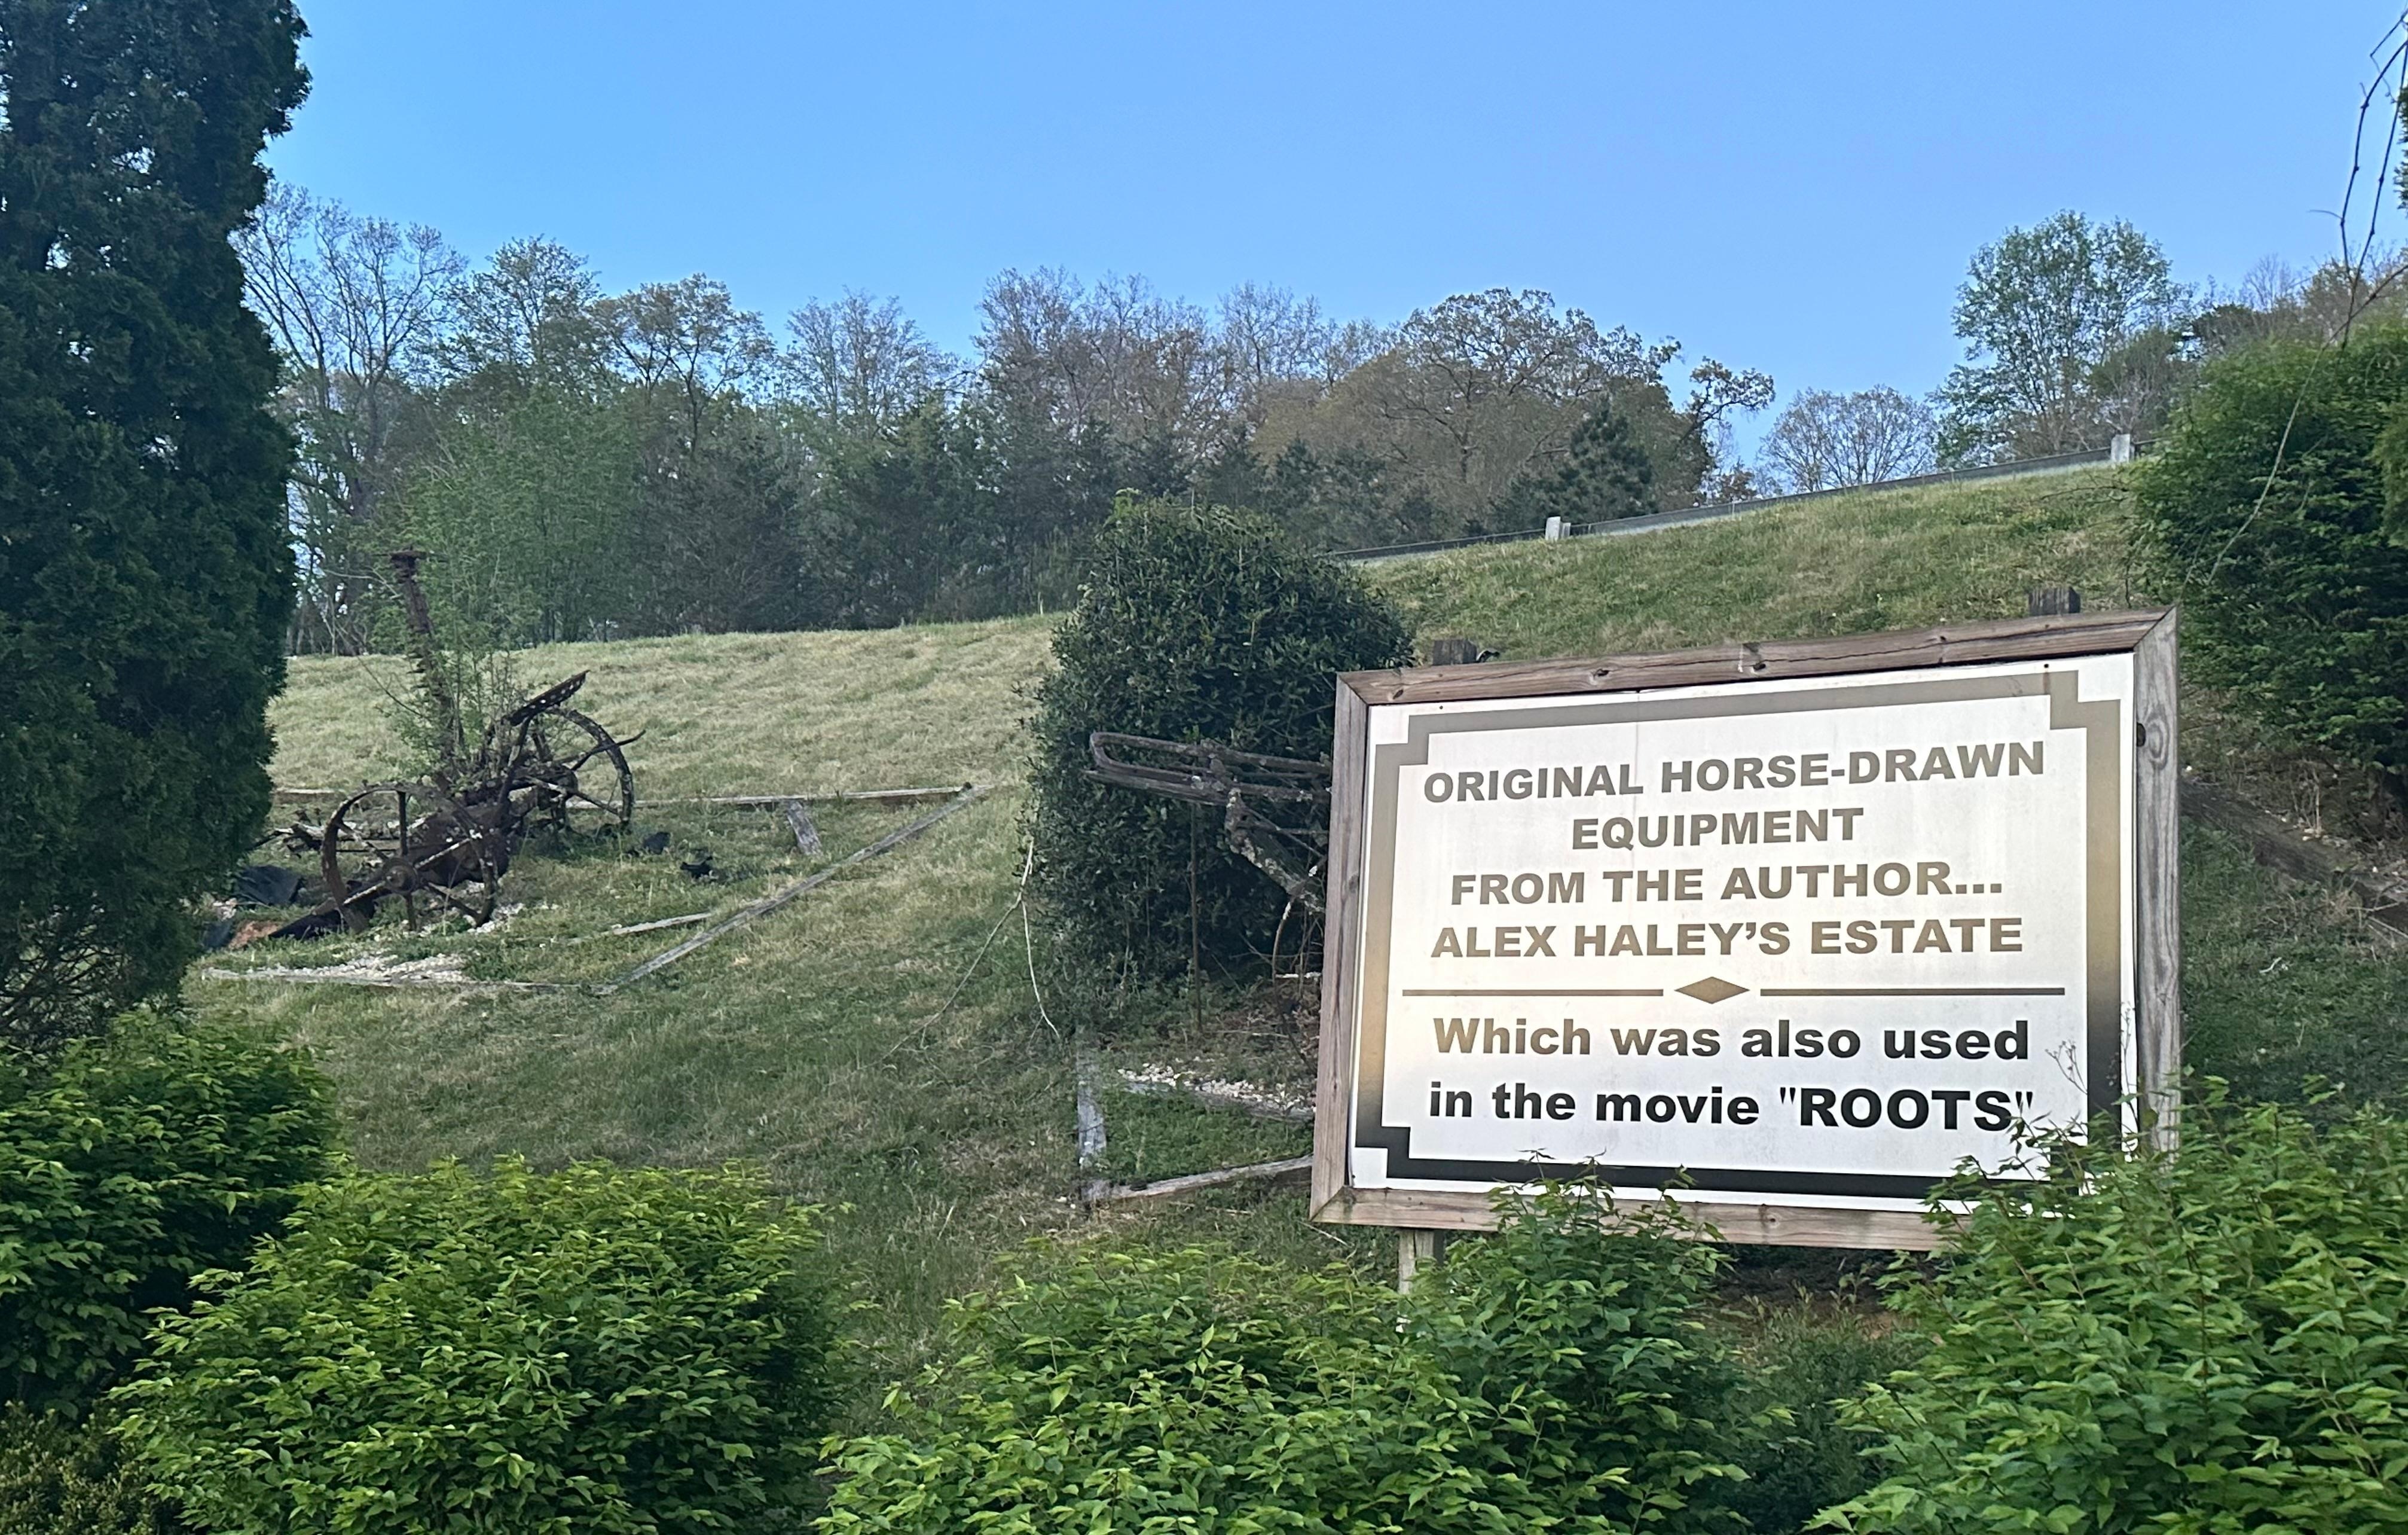 ORIGINAL HORSE-DRAWN
EQUIPMENT
FROM THE AUTHOR...
ALEX HALEY'S ESTATE
Which was also used
in the movie "ROOTS"